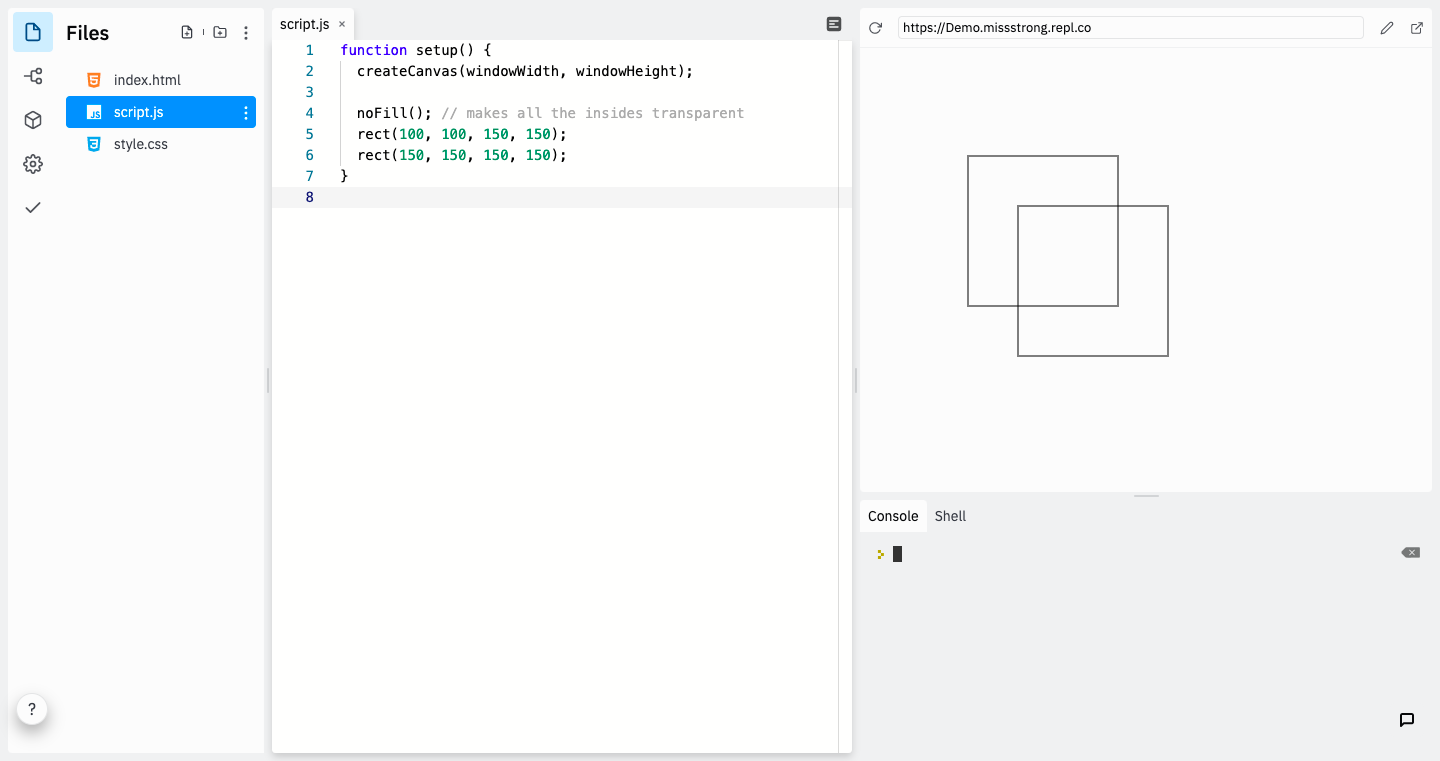 Files
index.html
script.js
style.css
?
script.js ×
1 function setup() {
2   createCanvas(windowWidth, windowHeight);
3
4   noFill(); // makes all the insides transparent
5   rect(100, 100, 150, 150);
6   rect(150, 150, 150, 150);
7 }
8
https://Demo.missstrong.repl.co
Console Shell
>